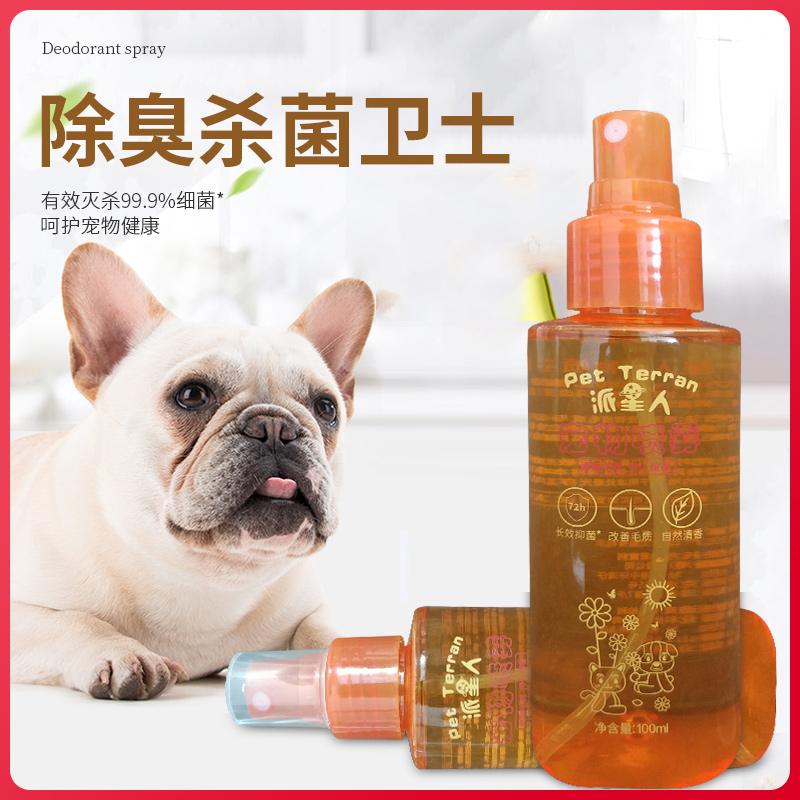 Deodorant spray
除臭杀菌卫士
有效灭杀99.9%细菌*
呵护宠物健康
Pet Terran
派星人
72h
长效抑菌* 改善毛质 自然清香
净含量:100ml
Pet Terran
派星人